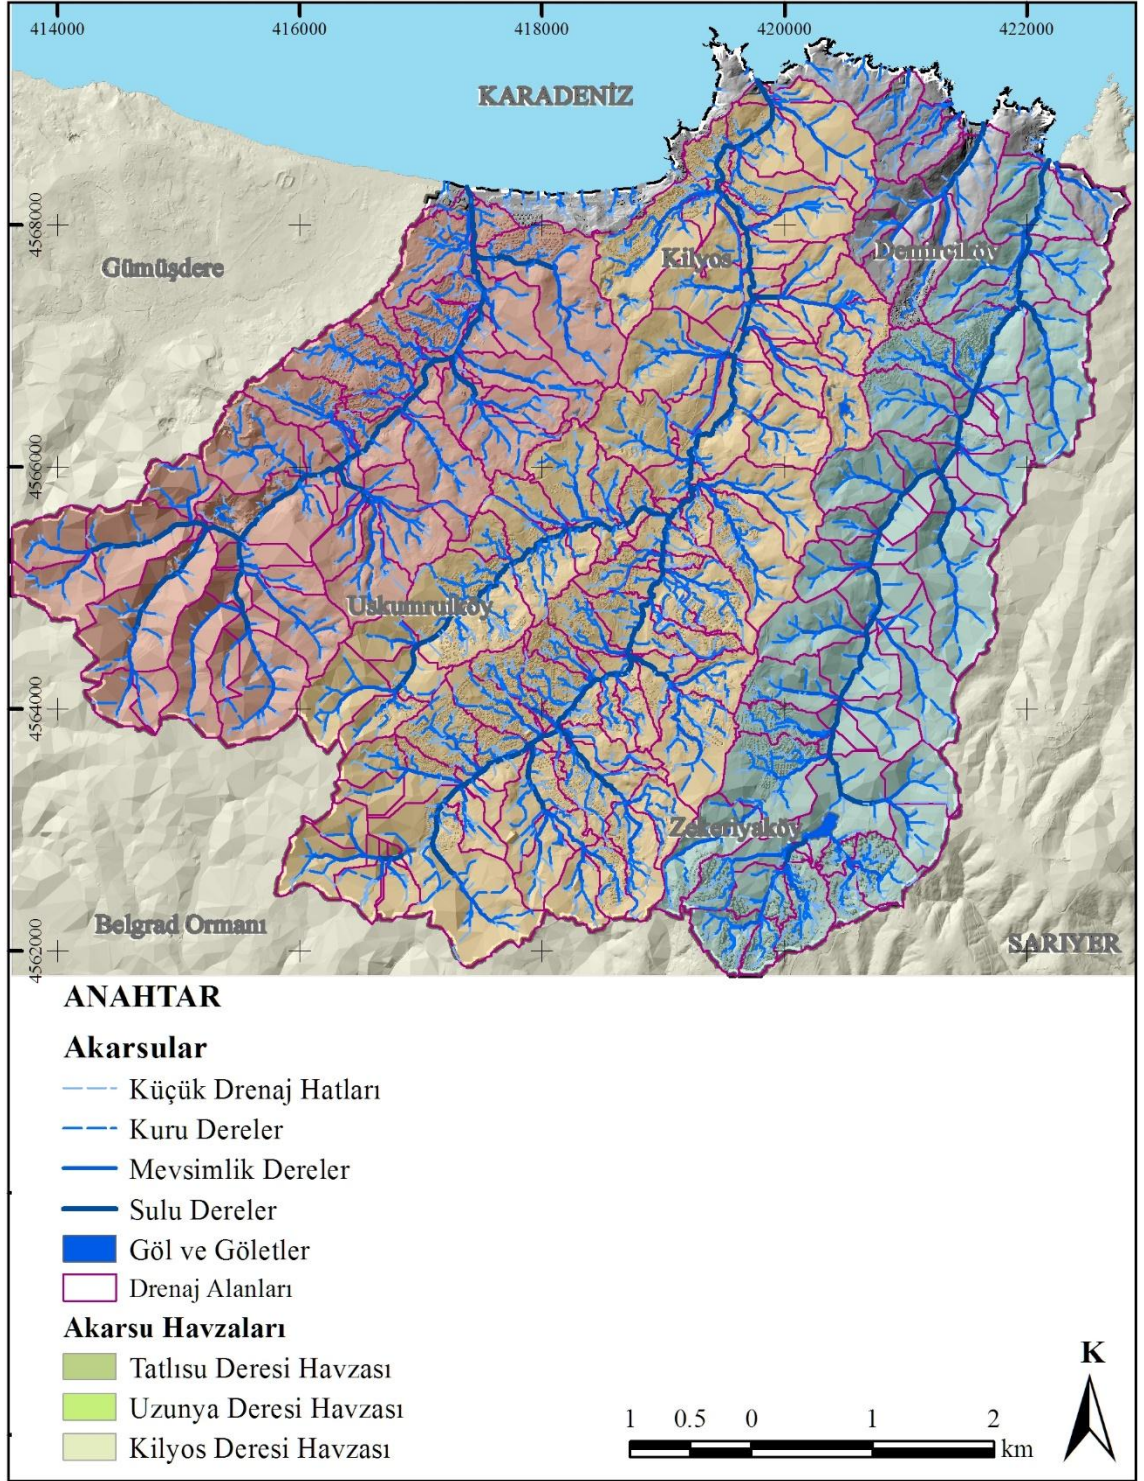 414000 416000 418000 420000 422000
KARADENİZ
4568000
Gümüşdere
Kilyos
Demirciköy
4566000
Uskumrulköy
4564000
Zekeriyaköy
Belgrad Ormanı
SARIYER
4562000
ANAHTAR
Akarsular
Küçük Drenaj Hatları
Kuru Dereler
Mevsimlik Dereler
Sulu Dereler
Göl ve Göletler
Drenaj Alanları
Akarsu Havzaları
Tatlısu Deresi Havzası
Uzunya Deresi Havzası
Kilyos Deresi Havzası
K
1 0.5 0 1 2
km